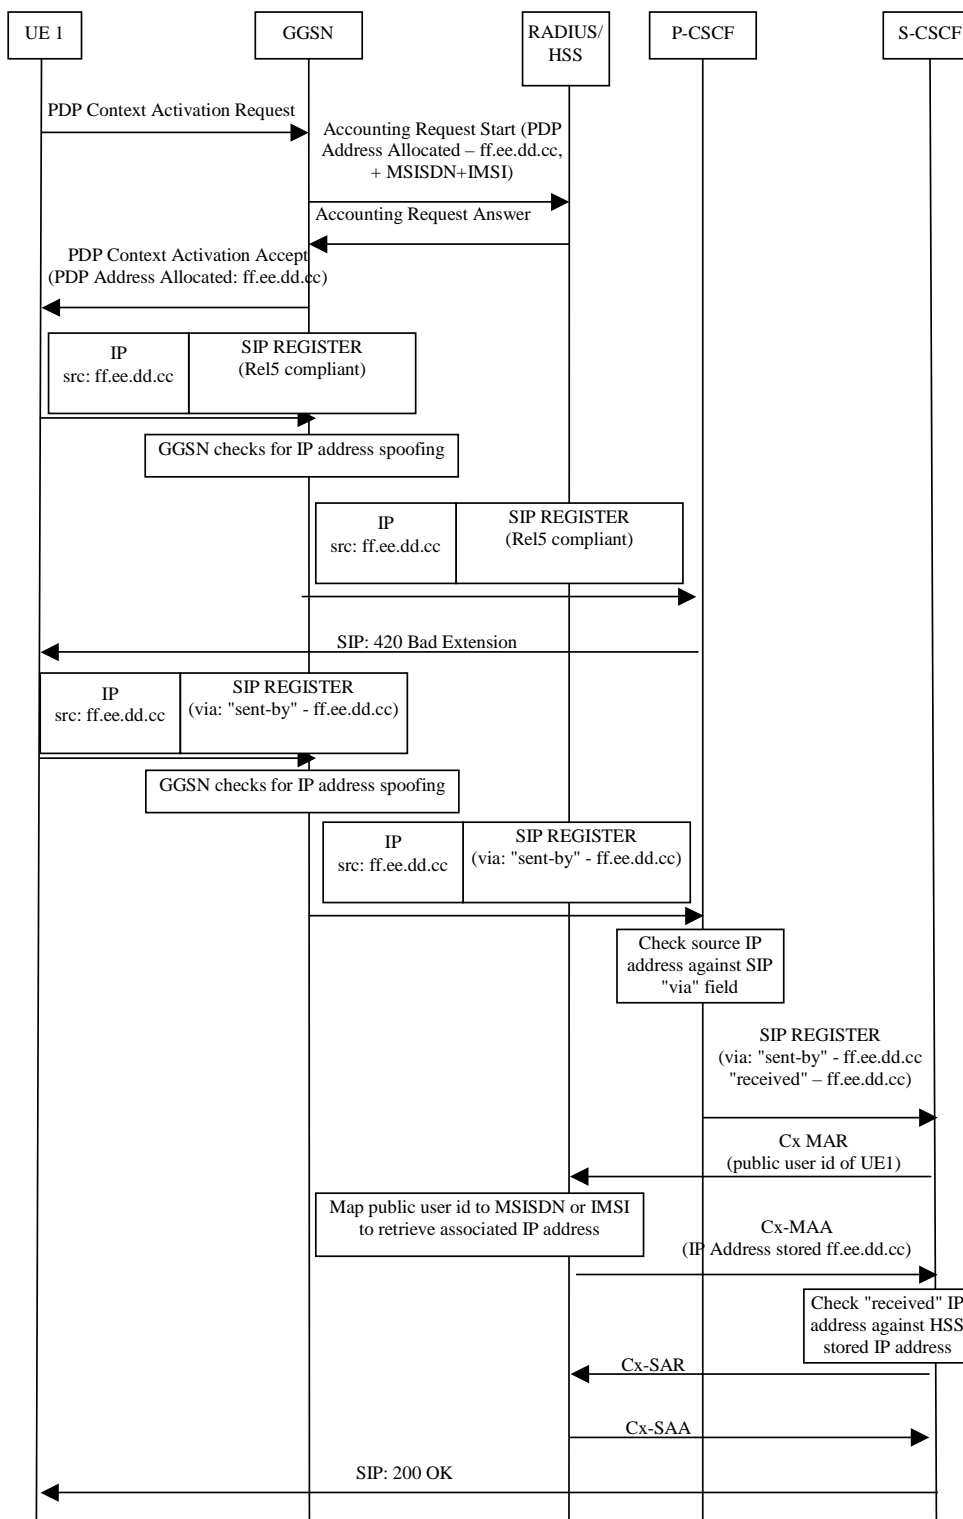 UE 1
GGSN
RADIUS/
HSS
P-CSCF
S-CSCF
PDP Context Activation Request
Accounting Request Start (PDP
Address Allocated – ff.ee.dd.cc,
+ MSISDN+IMSI)
Accounting Request Answer
PDP Context Activation Accept
(PDP Address Allocated: ff.ee.dd.cc)
IP
src: ff.ee.dd.cc
SIP REGISTER
(Rel5 compliant)
GGSN checks for IP address spoofing
IP
src: ff.ee.dd.cc
SIP REGISTER
(Rel5 compliant)
SIP: 420 Bad Extension
IP
src: ff.ee.dd.cc
SIP REGISTER
(via: "sent-by" - ff.ee.dd.cc)
GGSN checks for IP address spoofing
IP
src: ff.ee.dd.cc
SIP REGISTER
(via: "sent-by" - ff.ee.dd.cc)
Check source IP
address against SIP
"via" field
SIP REGISTER
(via: "sent-by" - ff.ee.dd.cc
"received" – ff.ee.dd.cc)
Cx MAR
(public user id of UE1)
Map public user id to MSISDN or IMSI
to retrieve associated IP address
Cx-MAA
(IP Address stored ff.ee.dd.cc)
Check "received" IP
address against HSS
stored IP address
Cx-SAR
Cx-SAA
SIP: 200 OK